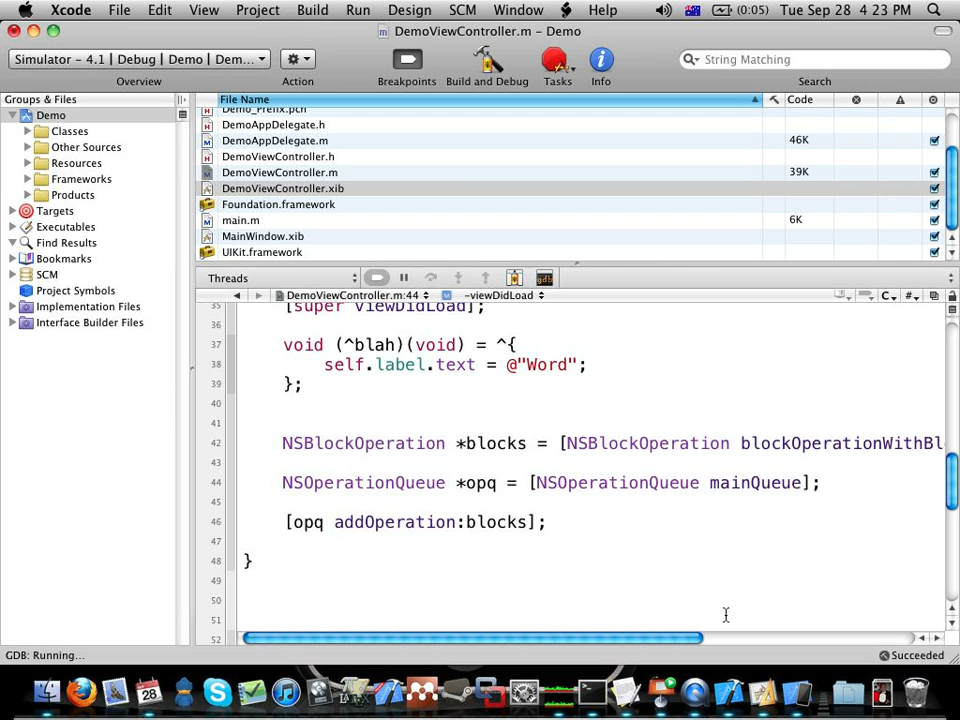 Xcode File Edit View Project Build Run Design SCM Window Help (0:05) Tue Sep 28 4:23 PM
DemoViewController.m - Demo
Simulator - 4.1 | Debug | Demo | Dem...
String Matching
Overview Action Breakpoints Build and Debug Tasks Info Search
Groups & Files
Demo
Classes
Other Sources
Resources
Frameworks
Products
Targets
Executables
Find Results
Bookmarks
SCM
Project Symbols
Implementation Files
Interface Builder Files
File Name Code
Demo_Prefix.pch
DemoAppDelegate.h
DemoAppDelegate.m 46K
DemoViewController.h
DemoViewController.m 39K
DemoViewController.xib
Foundation.framework
main.m 6K
MainWindow.xib
UIKit.framework
Threads
DemoViewController.m:44 -viewDidLoad
35 [super viewDidLoad];
36
37 void (^blah)(void) = ^{
38 self.label.text = @"Word";
39 };
40
41
42 NSBlockOperation *blocks = [NSBlockOperation blockOperationWithBl
43
44 NSOperationQueue *opq = [NSOperationQueue mainQueue];
45
46 [opq addOperation:blocks];
47
48 }
49
50
51
52
GDB: Running... Succeeded
28